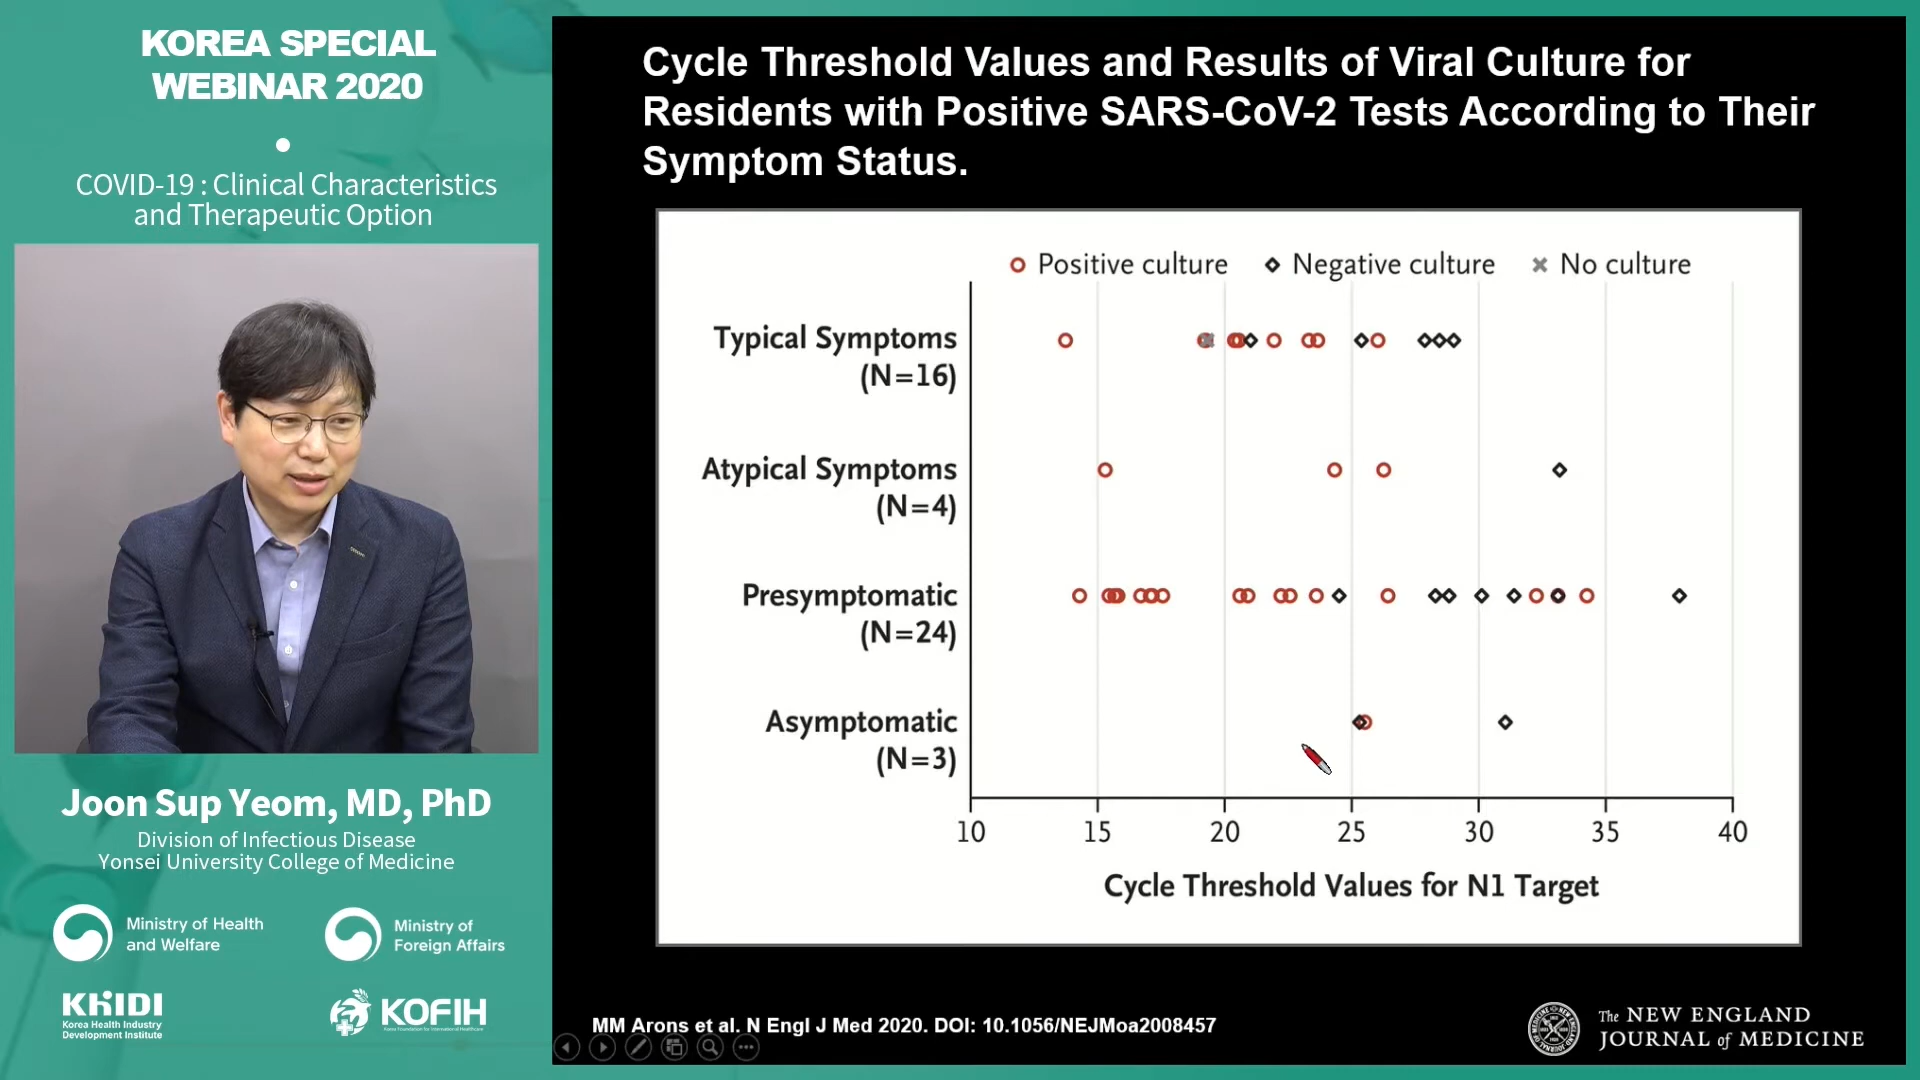 KOREA SPECIAL
WEBINAR 2020
COVID-19 : Clinical Characteristics
and Therapeutic Option
Joon Sup Yeom, MD, PhD
Division of Infectious Disease
Yonsei University College of Medicine
Ministry of Health
and Welfare
Ministry of
Foreign Affairs
KHIDI
Korea Health Industry
Development Institute
KOFIH
Korea Foundation for International Healthcare
Cycle Threshold Values and Results of Viral Culture for
Residents with Positive SARS-CoV-2 Tests According to Their
Symptom Status.
Positive culture
Negative culture
No culture
Typical Symptoms
(N=16)
Atypical Symptoms
(N=4)
Presymptomatic
(N=24)
Asymptomatic
(N=3)
10 15 20 25 30 35 40
Cycle Threshold Values for N1 Target
MM Arons et al. N Engl J Med 2020. DOI: 10.1056/NEJMoa2008457
The NEW ENGLAND
JOURNAL of MEDICINE